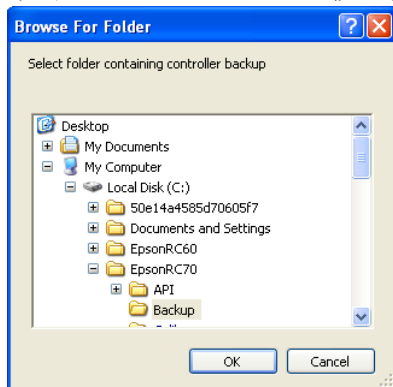 Browse For Folder
Select folder containing controller backup
Desktop
My Documents
My Computer
Local Disk (C:)
50e14a4585d70605f7
Documents and Settings
EpsonRC60
EpsonRC70
API
Backup
OK Cancel